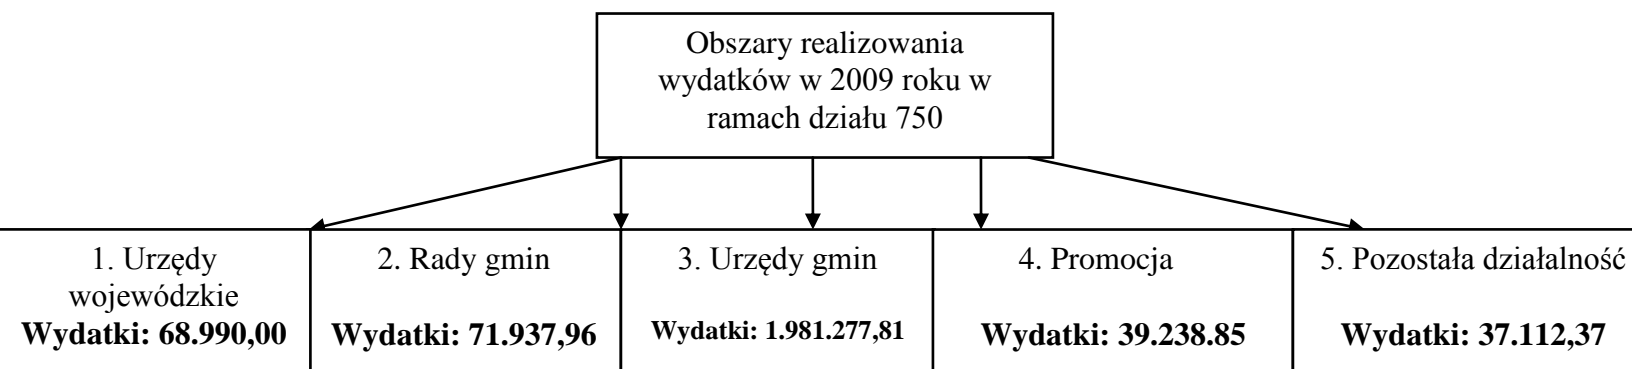 Obszary realizowania
wydatków w 2009 roku w
ramach działu 750
1. Urzędy
wojewódzkie
Wydatki: 68.990,00
2. Rady gmin
Wydatki: 71.937,96
3. Urzędy gmin
Wydatki: 1.981.277,81
4. Promocja
Wydatki: 39.238.85
5. Pozostała działalność
Wydatki: 37.112,37